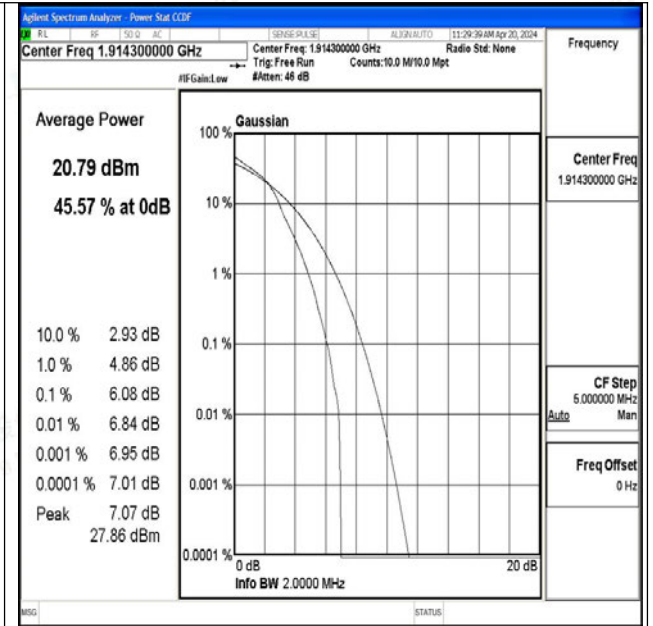 Agilent Spectrum Analyzer - Power Stat CCDF
RL RF 50 Ω AC SENSE:PULSE ALIGN AUTO 11:29:39 AM Apr 20, 2024
Center Freq 1.914300000 GHz
Center Freq: 1.914300000 GHz Radio Std: None
Trig: Free Run Counts:10.0 M/10.0 Mpt
#IFGain:Low #Atten: 46 dB
Frequency
Average Power
20.79 dBm
45.57 % at 0dB
10.0 % 2.93 dB
1.0 % 4.86 dB
0.1 % 6.08 dB
0.01 % 6.84 dB
0.001 % 6.95 dB
0.0001 % 7.01 dB
Peak 7.07 dB
27.86 dBm
Gaussian
100 %
10 %
1 %
0.1 %
0.01 %
0.001 %
0.0001 %
0 dB 20 dB
Info BW 2.0000 MHz
Center Freq
1.914300000 GHz
CF Step
5.000000 MHz
Auto Man
Freq Offset
0 Hz
MSG STATUS